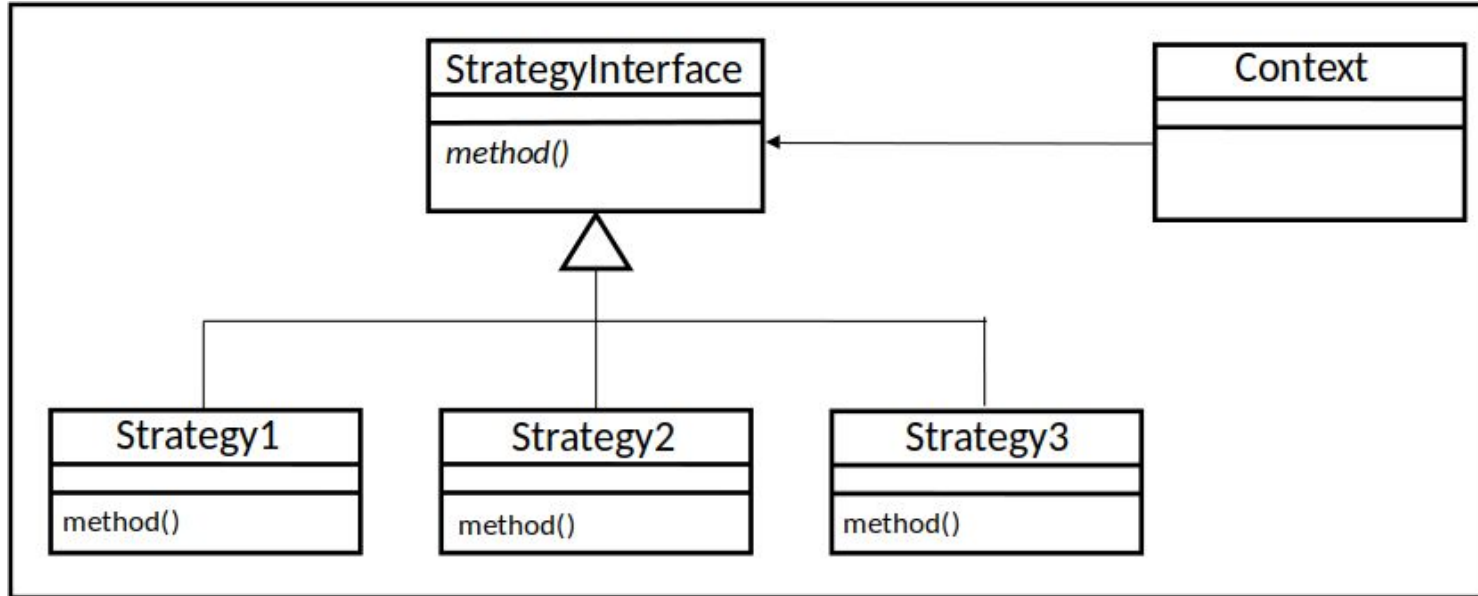 StrategyInterface
method()
Context
Strategy1
method()
Strategy2
method()
Strategy3
method()